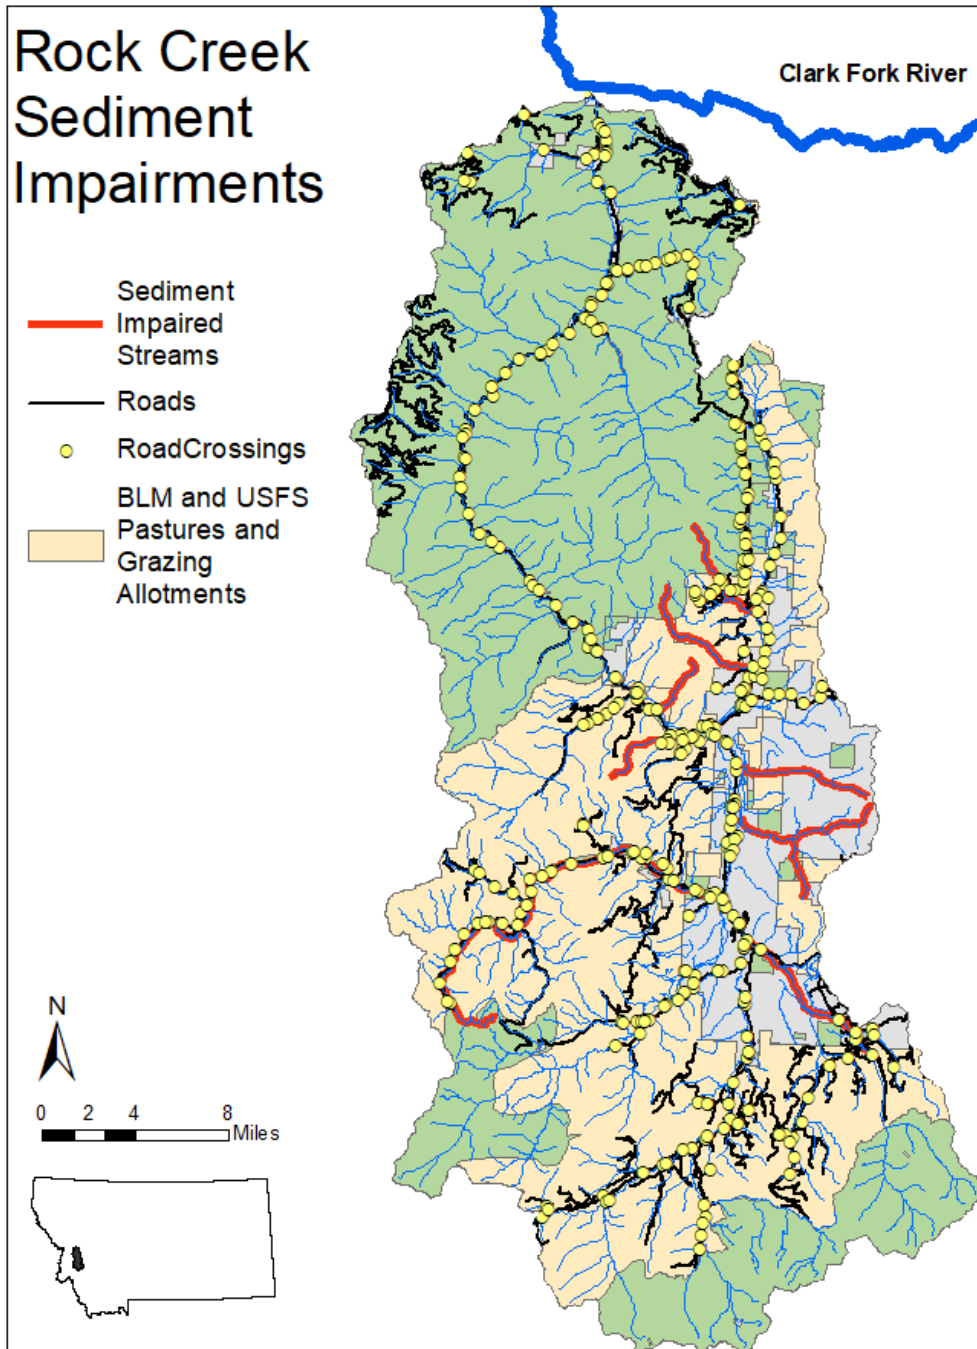 Rock Creek
Sediment
Impairments
Clark Fork River
Sediment
Impaired
Streams
Roads
RoadCrossings
BLM and USFS
Pastures and
Grazing
Allotments
N
0 2 4 8
Miles